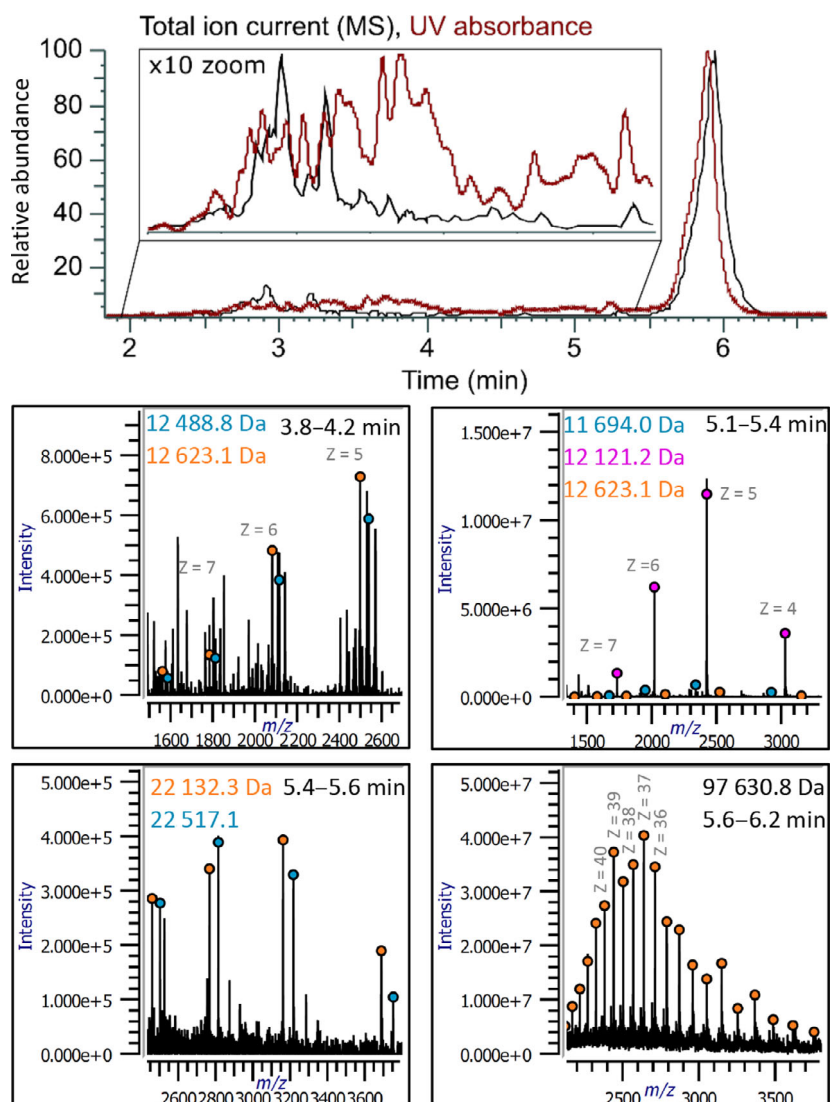 Total ion current (MS), UV absorbance
x10 zoom
Relative abundance
100
80
60
40
20
2
3
4
5
6
Time (min)
12 488.8 Da
3.8–4.2 min
12 623.1 Da
Z = 5
Z = 6
Z = 7
Intensity
8.000e+5
6.000e+5
4.000e+5
2.000e+5
0.000e+0
1600 1800 2000 2200 2400 2600
m/z
11 694.0 Da
5.1–5.4 min
12 121.2 Da
12 623.1 Da
Z = 5
Z =6
Z = 4
Z = 7
Intensity
1.500e+7
1.000e+7
5.000e+6
0.000e+0
1500 2000 2500 3000
m/z
22 132.3 Da
5.4–5.6 min
22 517.1
Intensity
5.000e+5
4.000e+5
3.000e+5
2.000e+5
1.000e+5
0.000e+0
2600 2800 3000 3200 3400 3600
m/z
97 630.8 Da
5.6–6.2 min
Z = 40
Z = 39
Z = 38
Z = 37
Z = 36
Intensity
5.000e+7
4.000e+7
3.000e+7
2.000e+7
1.000e+7
0.000e+0
2500 3000 3500
m/z